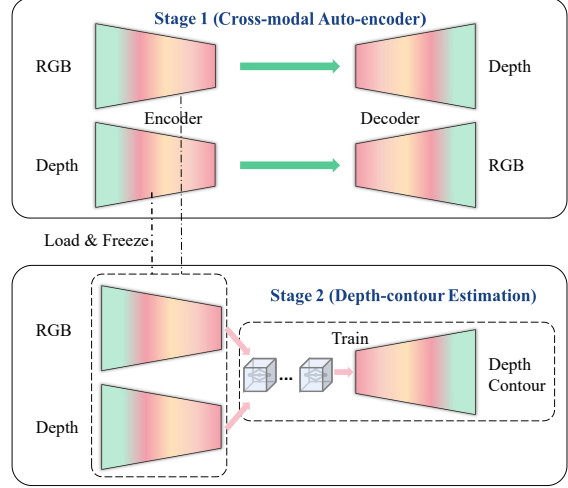 Stage 1 (Cross-modal Auto-encoder)
RGB
Depth
Encoder
Decoder
Depth
RGB
Load & Freeze
Stage 2 (Depth-contour Estimation)
RGB
Train
...
Depth
Contour
Depth